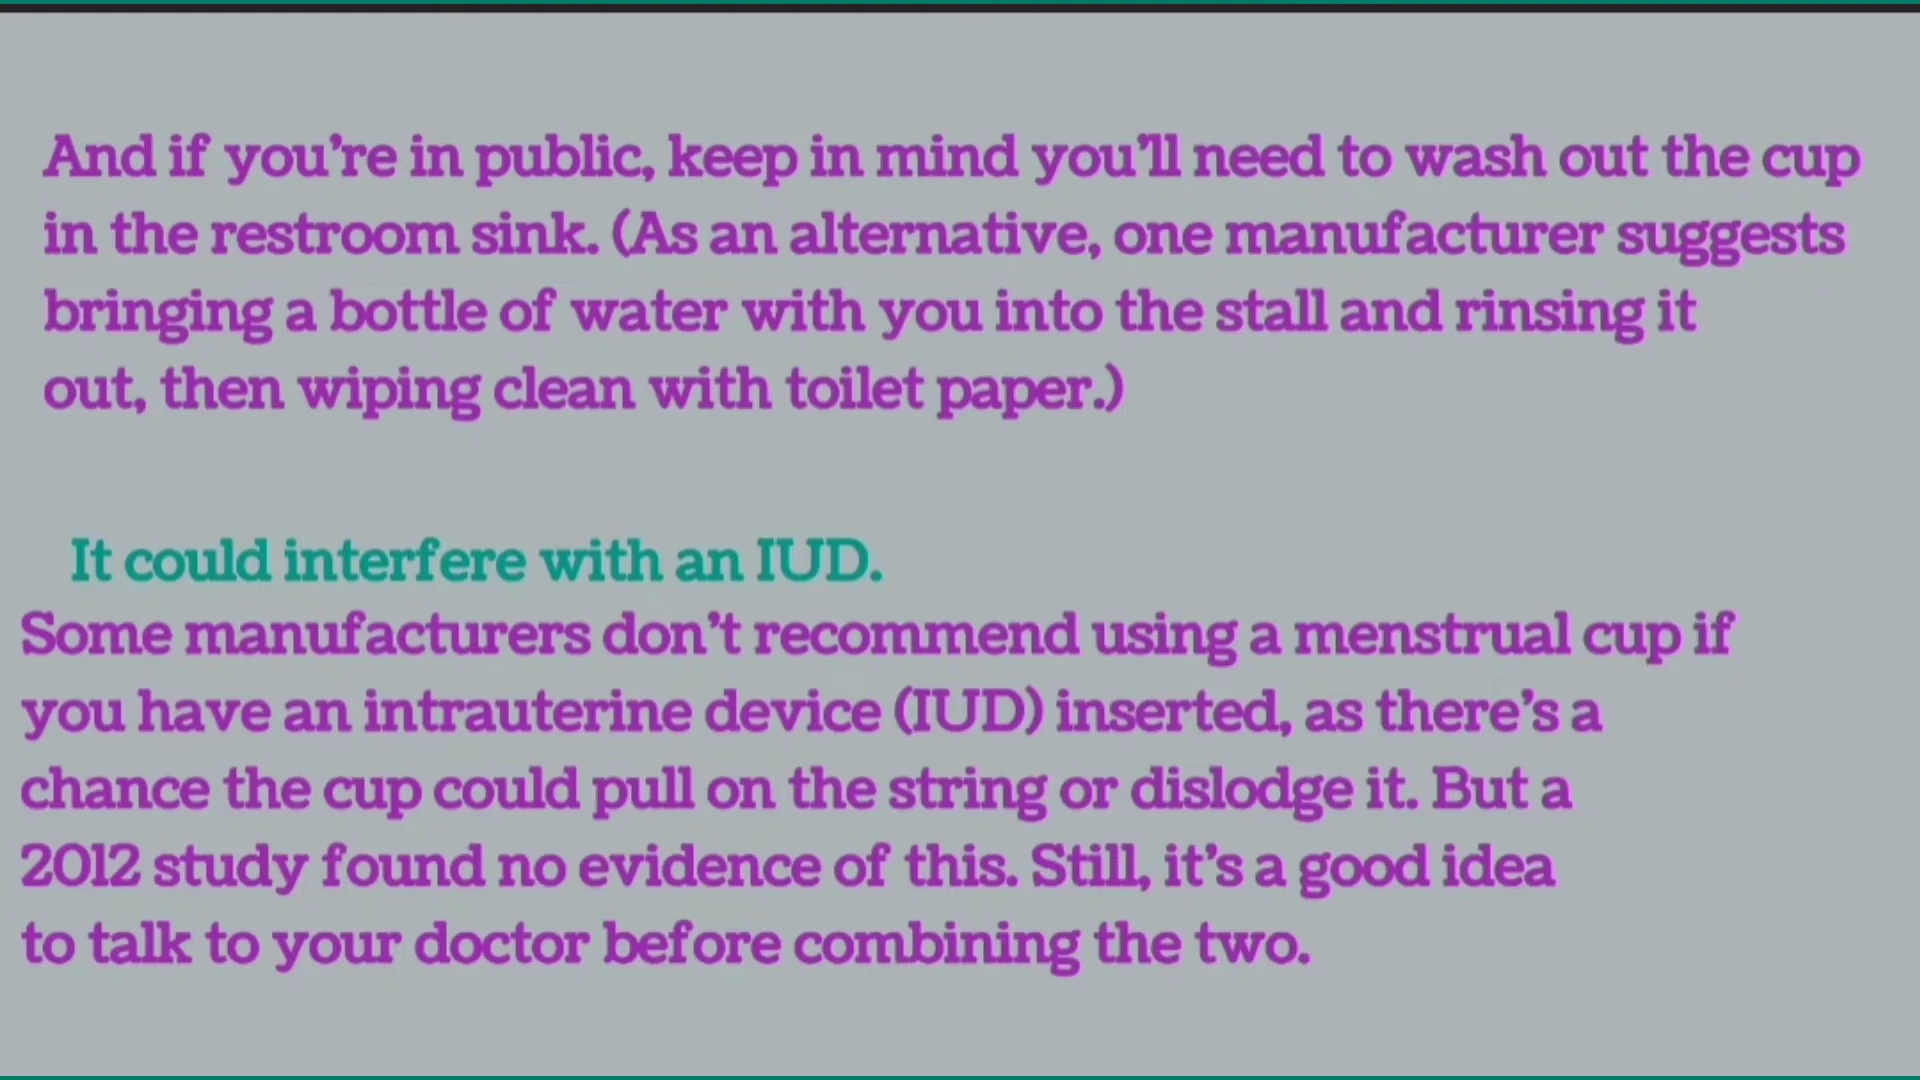 And if you’re in public, keep in mind you’ll need to wash out the cup
in the restroom sink. (As an alternative, one manufacturer suggests
bringing a bottle of water with you into the stall and rinsing it
out, then wiping clean with toilet paper.)
It could interfere with an IUD.
Some manufacturers don’t recommend using a menstrual cup if
you have an intrauterine device (IUD) inserted, as there’s a
chance the cup could pull on the string or dislodge it. But a
2012 study found no evidence of this. Still, it’s a good idea
to talk to your doctor before combining the two.